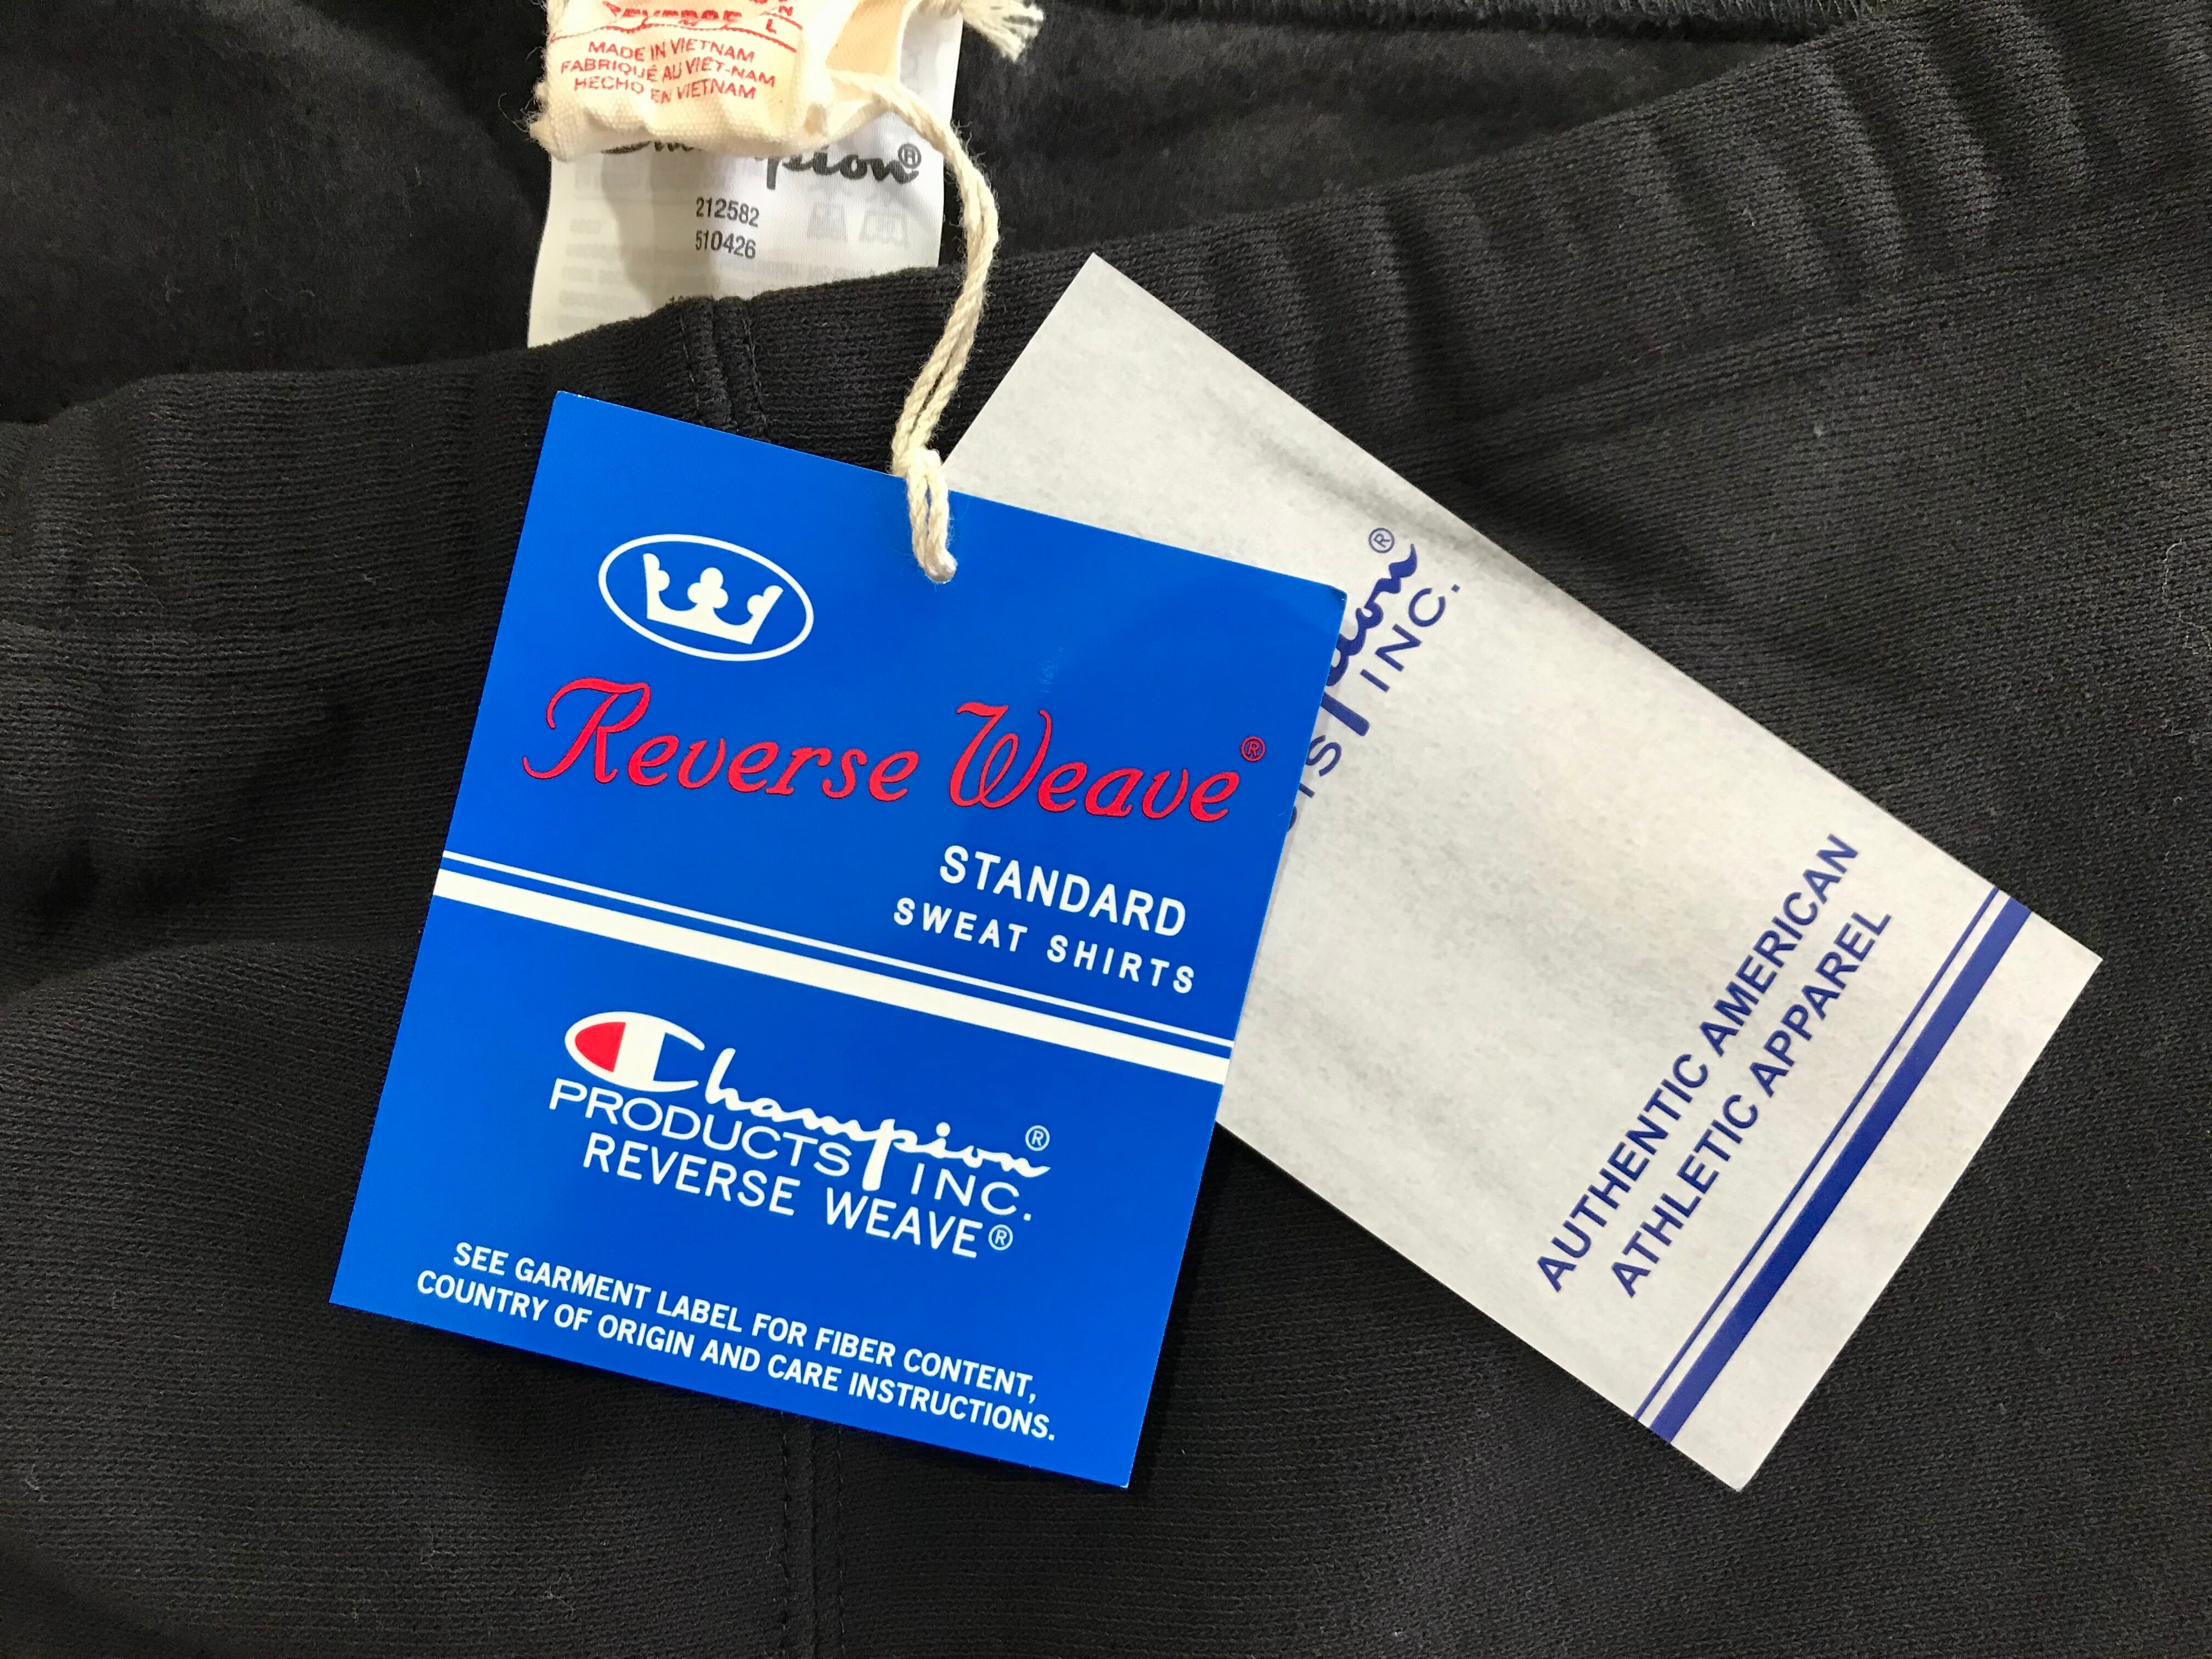 L
MADE IN VIETNAM
FABRIQUÉ AU VIÊT-NAM
HECHO EN VIETNAM
Champion®
212582
510426
Reverse Weave®
STANDARD
SWEAT SHIRTS
Champion®
PRODUCTS INC.
REVERSE WEAVE®
SEE GARMENT LABEL FOR FIBER CONTENT,
COUNTRY OF ORIGIN AND CARE INSTRUCTIONS.
INC.
AUTHENTIC AMERICAN
ATHLETIC APPAREL